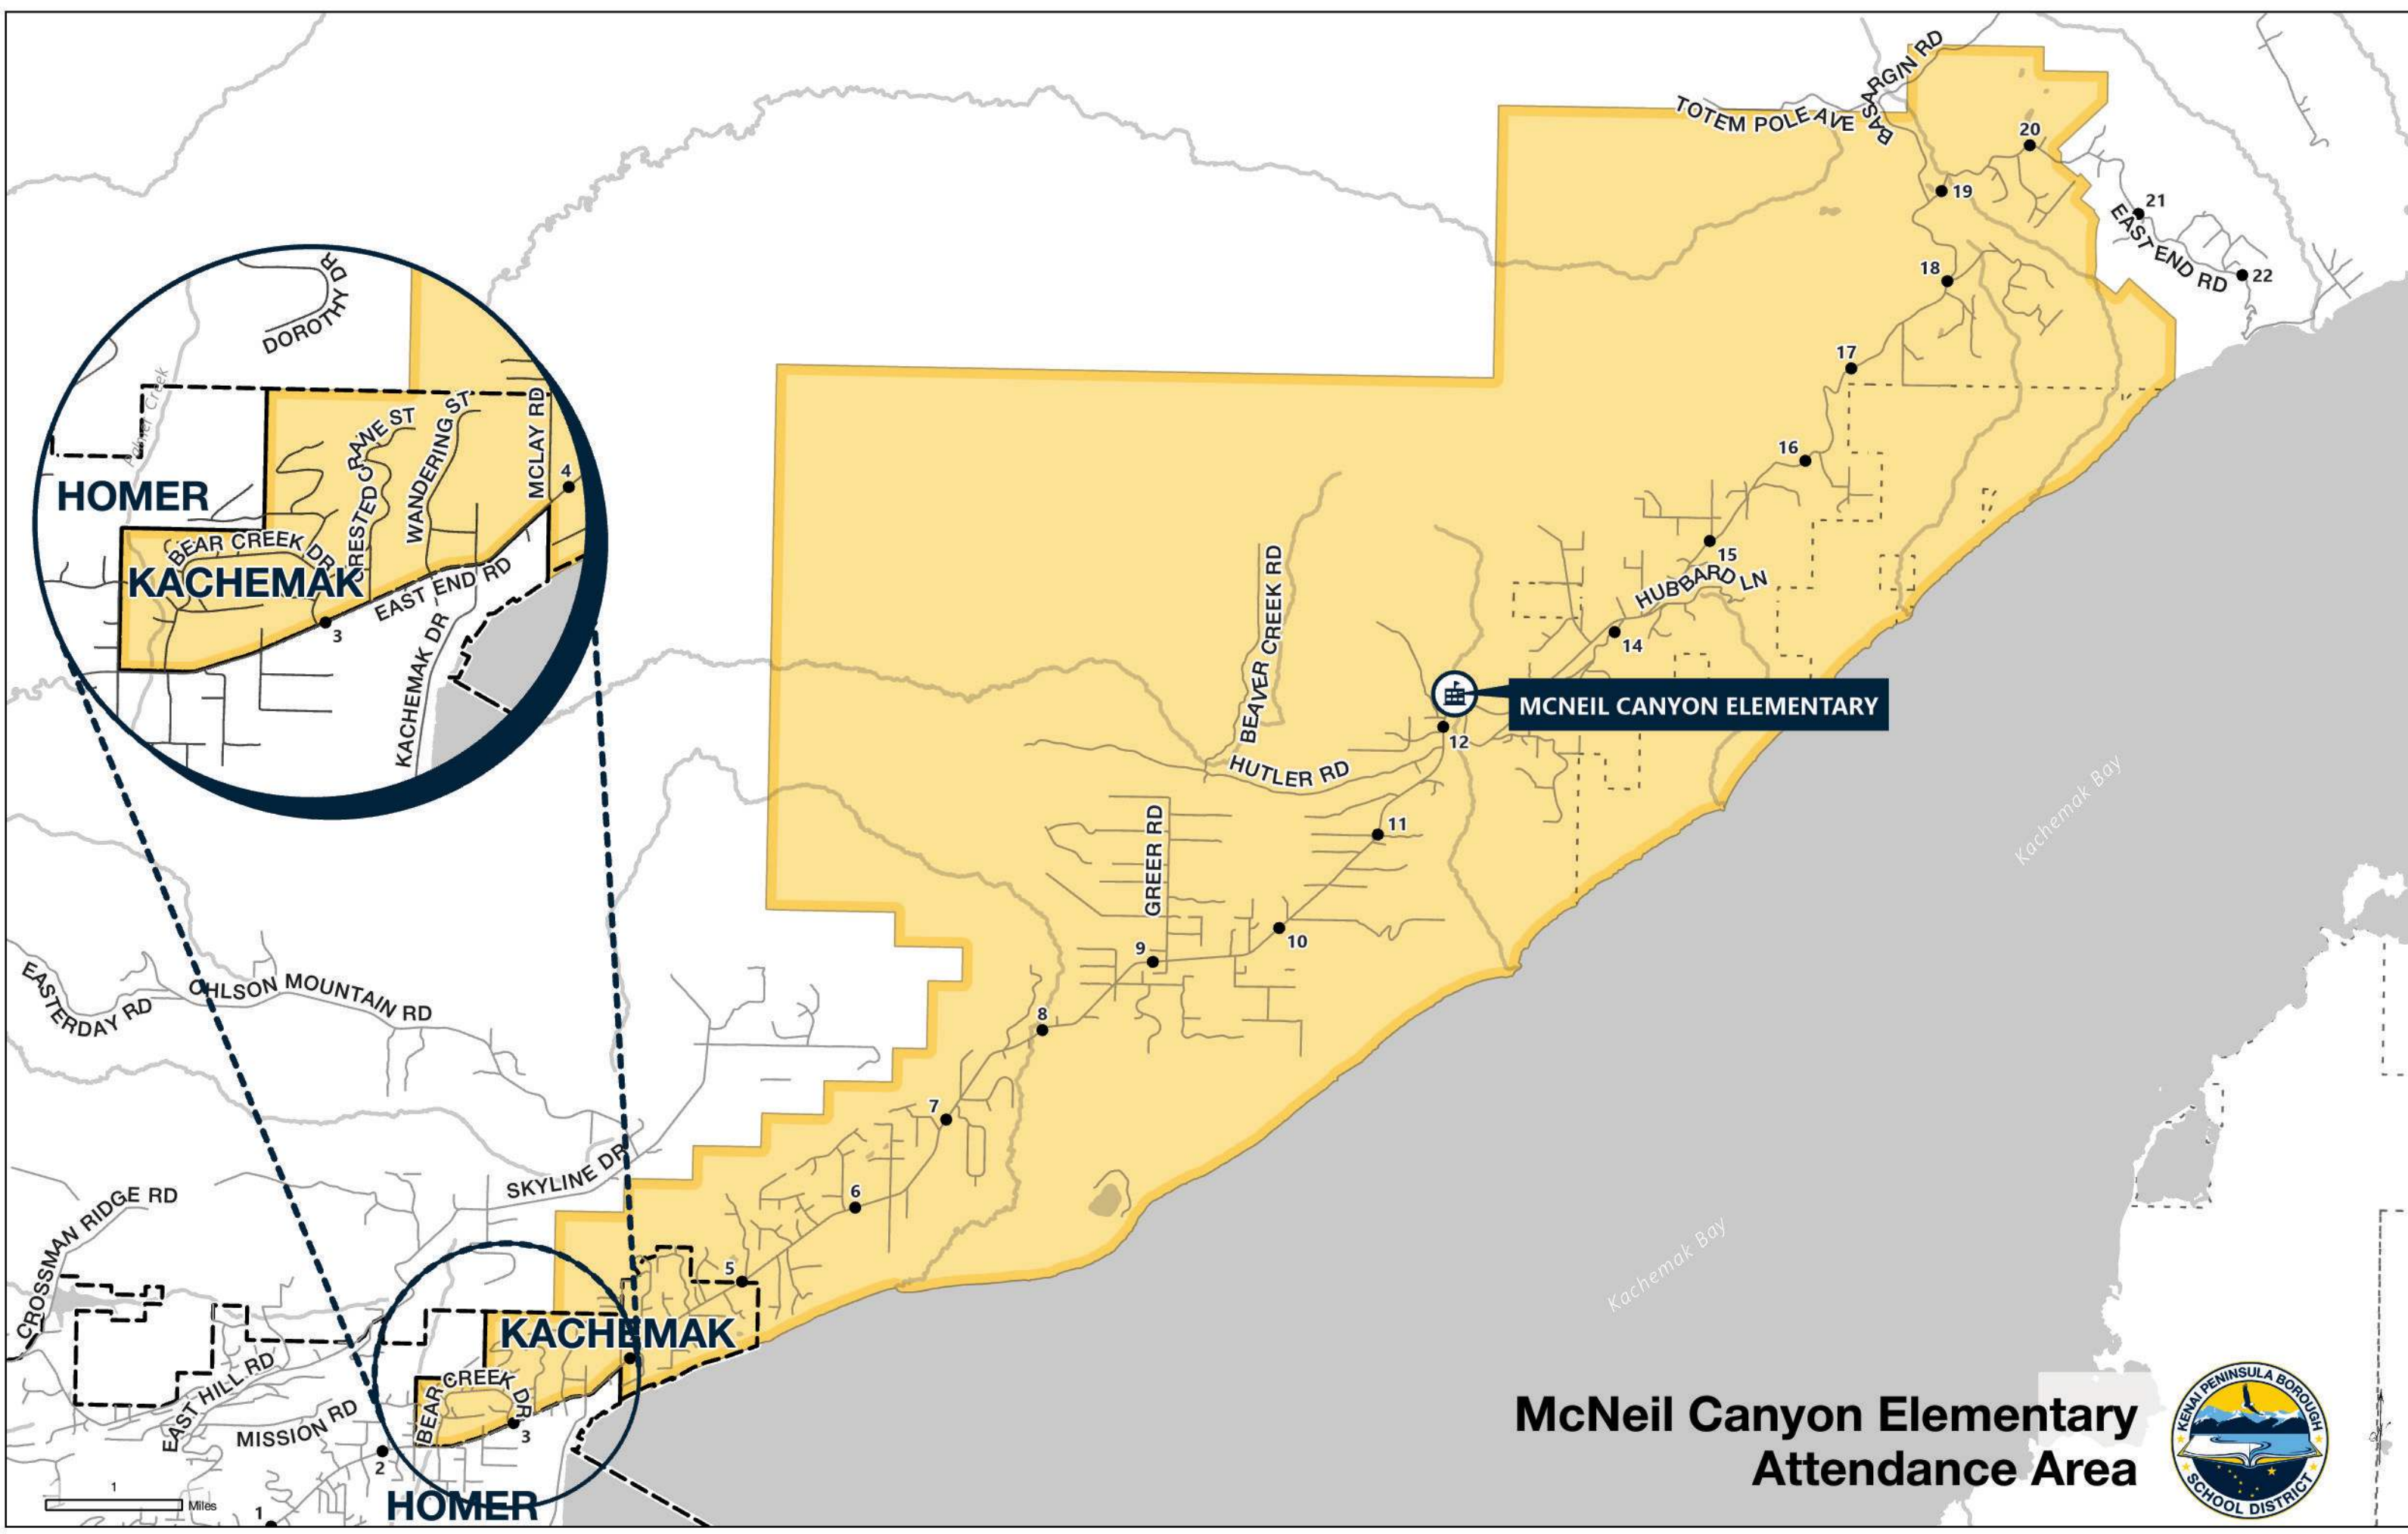 BASARGIN RD
TOTEM POLE AVE
20
19
21
EAST END RD
22
18
17
16
15
HUBBARD LN
14
MCNEIL CANYON ELEMENTARY
12
BEAVER CREEK RD
HUTLER RD
11
GREER RD
10
9
8
7
6
5
DOROTHY DR
Palmer Creek
HOMER
CRESTED CRANE ST
WANDERING ST
MCLAY RD
4
BEAR CREEK DR
KACHEMAK
EAST END RD
3
KACHEMAK DR
EASTERDAY RD
OHLSON MOUNTAIN RD
SKYLINE DR
CROSSMAN RIDGE RD
EAST HILL RD
MISSION RD
KACHEMAK
BEAR CREEK DR
3
2
HOMER
1
1
Miles
Kachemak Bay
Kachemak Bay
McNeil Canyon Elementary
Attendance Area
KENAI PENINSULA BOROUGH
SCHOOL DISTRICT